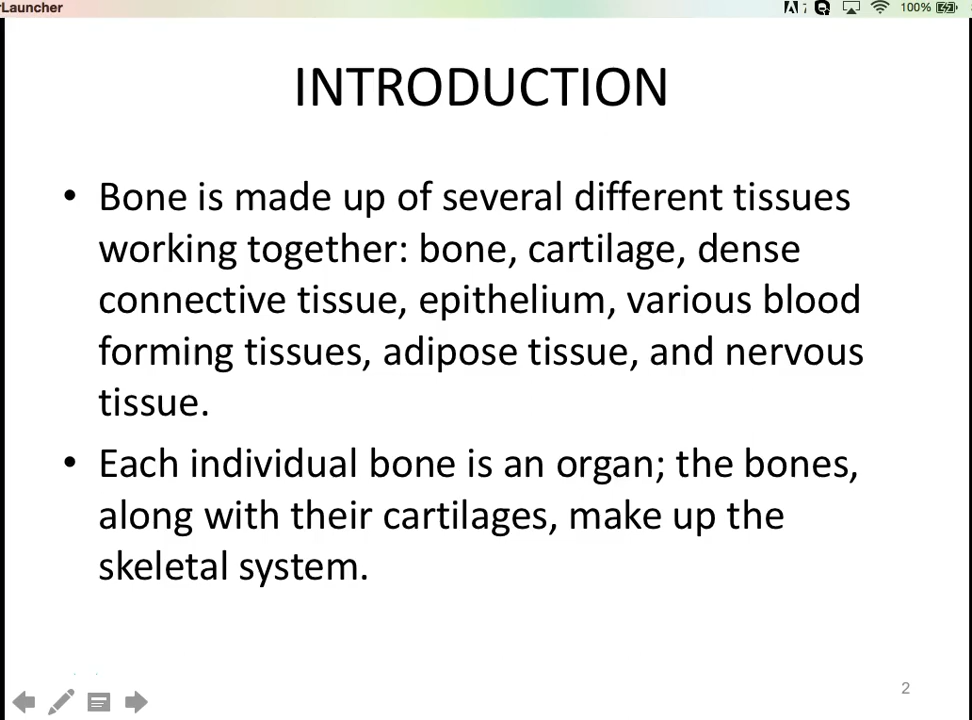 Launcher
100%
INTRODUCTION
• Bone is made up of several different tissues
working together: bone, cartilage, dense
connective tissue, epithelium, various blood
forming tissues, adipose tissue, and nervous
tissue.
• Each individual bone is an organ; the bones,
along with their cartilages, make up the
skeletal system.
2